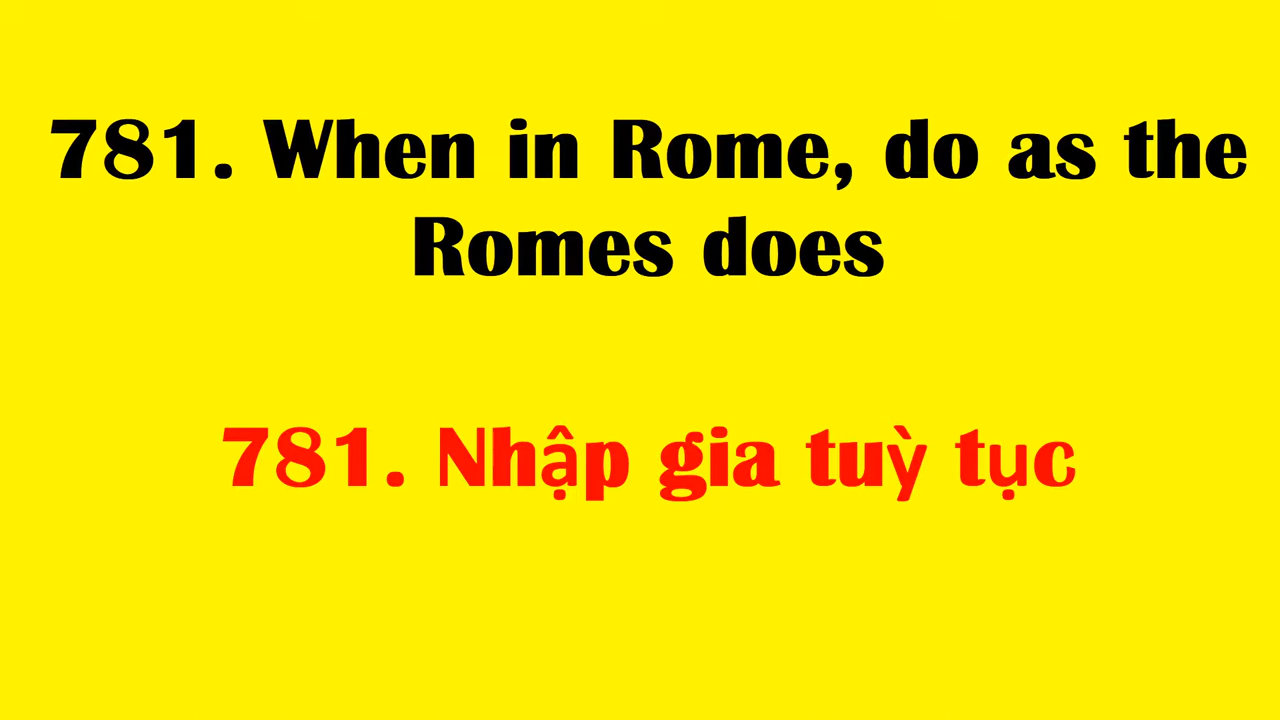 781. When in Rome, do as the
Romes does
781. Nhập gia tuỳ tục